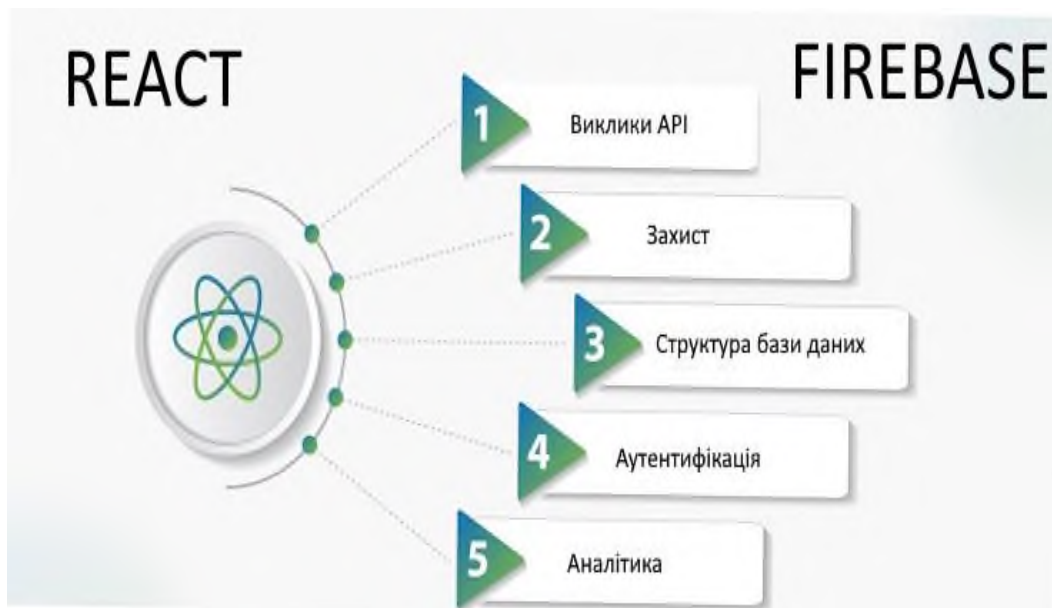 REACT
FIREBASE
1
Виклики API
2
Захист
3
Структура бази даних
4
Аутентифікація
5
Аналітика